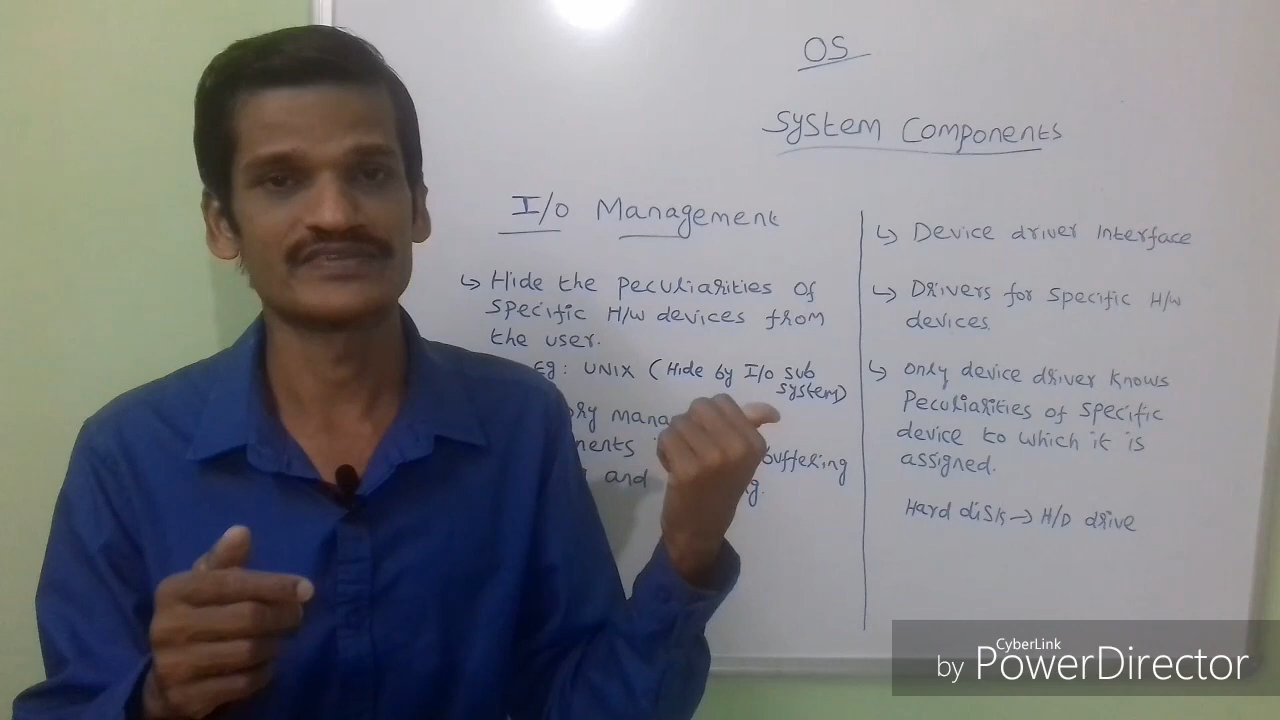 OS
System Components
I/O Management
↳ Hide the peculiarities of
specific H/W devices from
the user.
Eg: UNIX (Hide by I/O sub
system)
buffering
and
↳ Device driver Interface
↳ Drivers for specific H/W
devices.
↳ only device driver knows
peculiarities of specific
device to which it is
assigned.
Hard disk → H/D drive
CyberLink
by PowerDirector